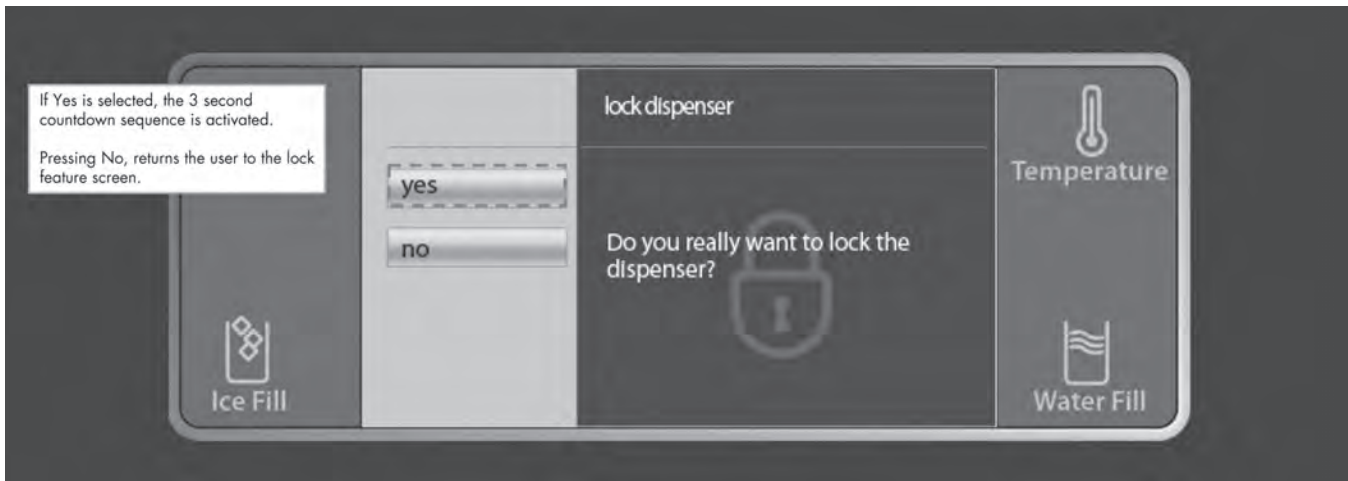 If Yes is selected, the 3 second
countdown sequence is activated.
Pressing No, returns the user to the lock
feature screen.
lock dispenser
yes
no
Do you really want to lock the
dispenser?
Temperature
Ice Fill
Water Fill